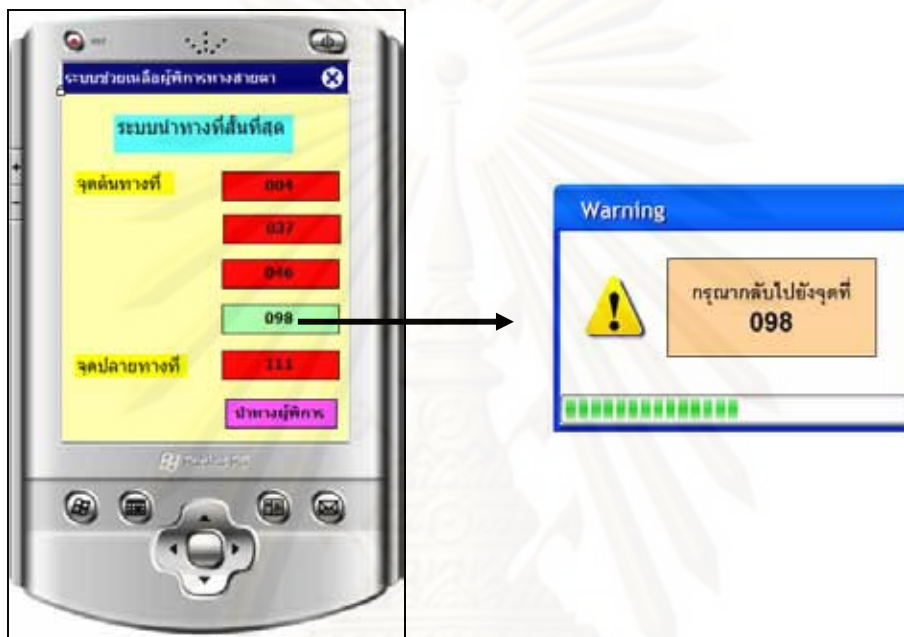 ระบบช่วยเหลือผู้พิการทางสายตา
ระบบนำทางที่สั้นที่สุด
จุดต้นทางที่
004
037
046
098
จุดปลายทางที่
111
นำทางผู้พิการ
Warning
กรุณากลับไปยังจุดที่
098